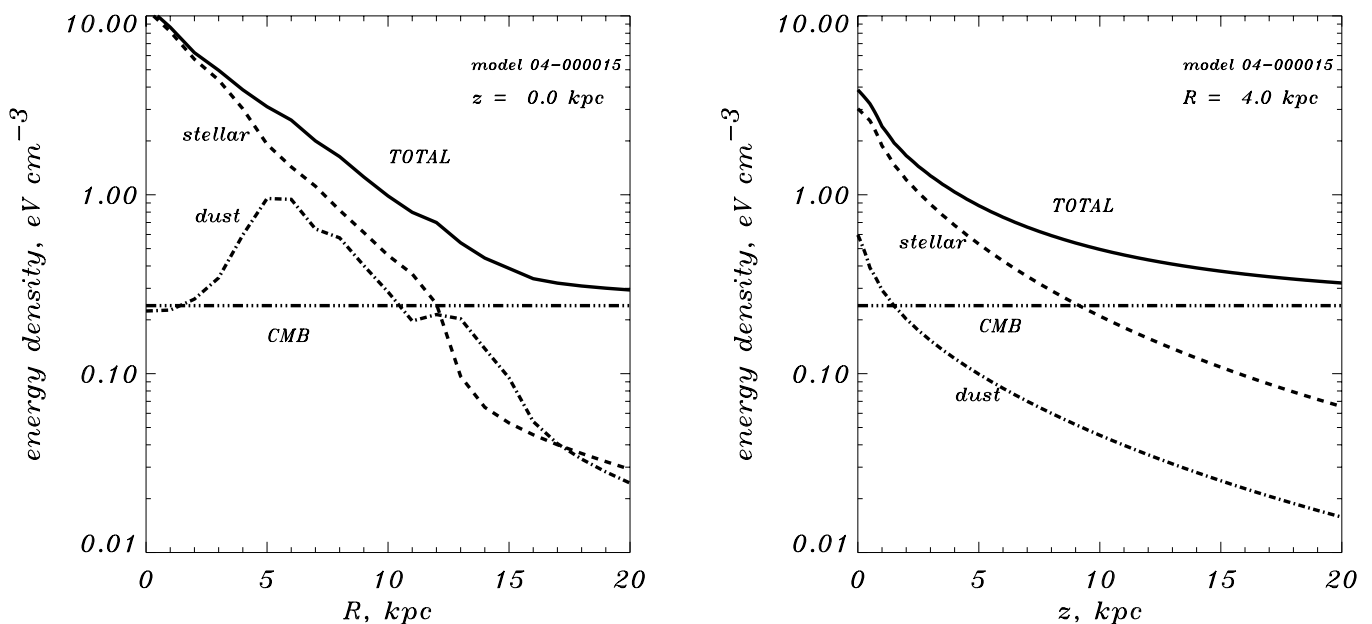 10.00
1.00
0.10
0.01
energy density, eV cm−3
model 04−000015
z = 0.0 kpc
stellar
TOTAL
dust
CMB
0 5 10 15 20
R, kpc
10.00
1.00
0.10
0.01
energy density, eV cm−3
model 04−000015
R = 4.0 kpc
TOTAL
stellar
CMB
dust
0 5 10 15 20
z, kpc